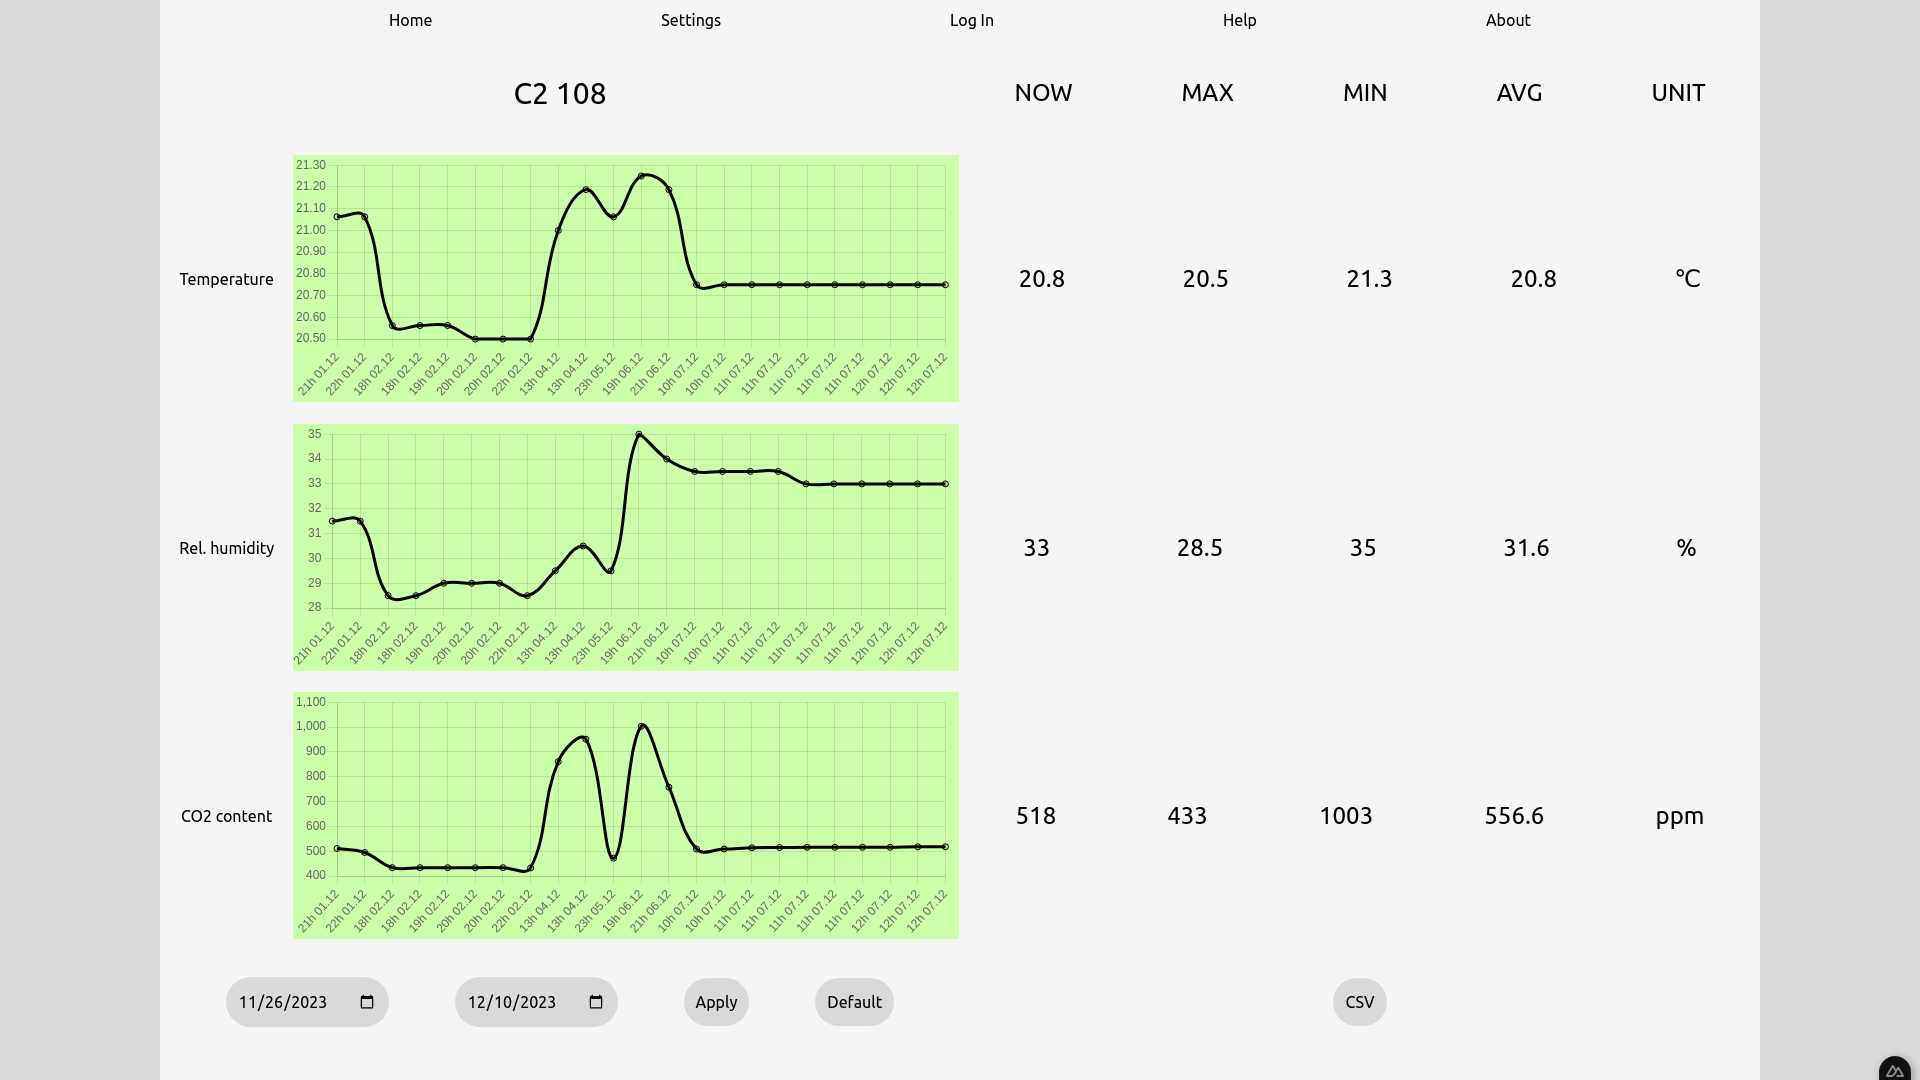 Home Settings Log In Help About
C2 108 NOW MAX MIN AVG UNIT
21.30
21.20
21.10
21.00
20.90
20.80
20.70
20.60
20.50
Temperature 20.8 20.5 21.3 20.8 °C
21h 01.12 22h 01.12 18h 02.12 18h 02.12 19h 02.12 20h 02.12 20h 02.12 22h 02.12 13h 04.12 13h 04.12 23h 05.12 19h 06.12 21h 06.12 10h 07.12 10h 07.12 11h 07.12 11h 07.12 11h 07.12 11h 07.12 11h 07.12 12h 07.12 12h 07.12 12h 07.12
35
34
33
32
31
30
29
28
Rel. humidity 33 28.5 35 31.6 %
21h 01.12 22h 01.12 18h 02.12 18h 02.12 19h 02.12 20h 02.12 20h 02.12 22h 02.12 13h 04.12 13h 04.12 23h 05.12 19h 06.12 21h 06.12 10h 07.12 10h 07.12 11h 07.12 11h 07.12 11h 07.12 11h 07.12 11h 07.12 12h 07.12 12h 07.12 12h 07.12
1,100
1,000
900
800
700
600
500
400
CO2 content 518 433 1003 556.6 ppm
21h 01.12 22h 01.12 18h 02.12 18h 02.12 19h 02.12 20h 02.12 20h 02.12 22h 02.12 13h 04.12 13h 04.12 23h 05.12 19h 06.12 21h 06.12 10h 07.12 10h 07.12 11h 07.12 11h 07.12 11h 07.12 11h 07.12 11h 07.12 12h 07.12 12h 07.12 12h 07.12
11/26/2023 12/10/2023 Apply Default CSV